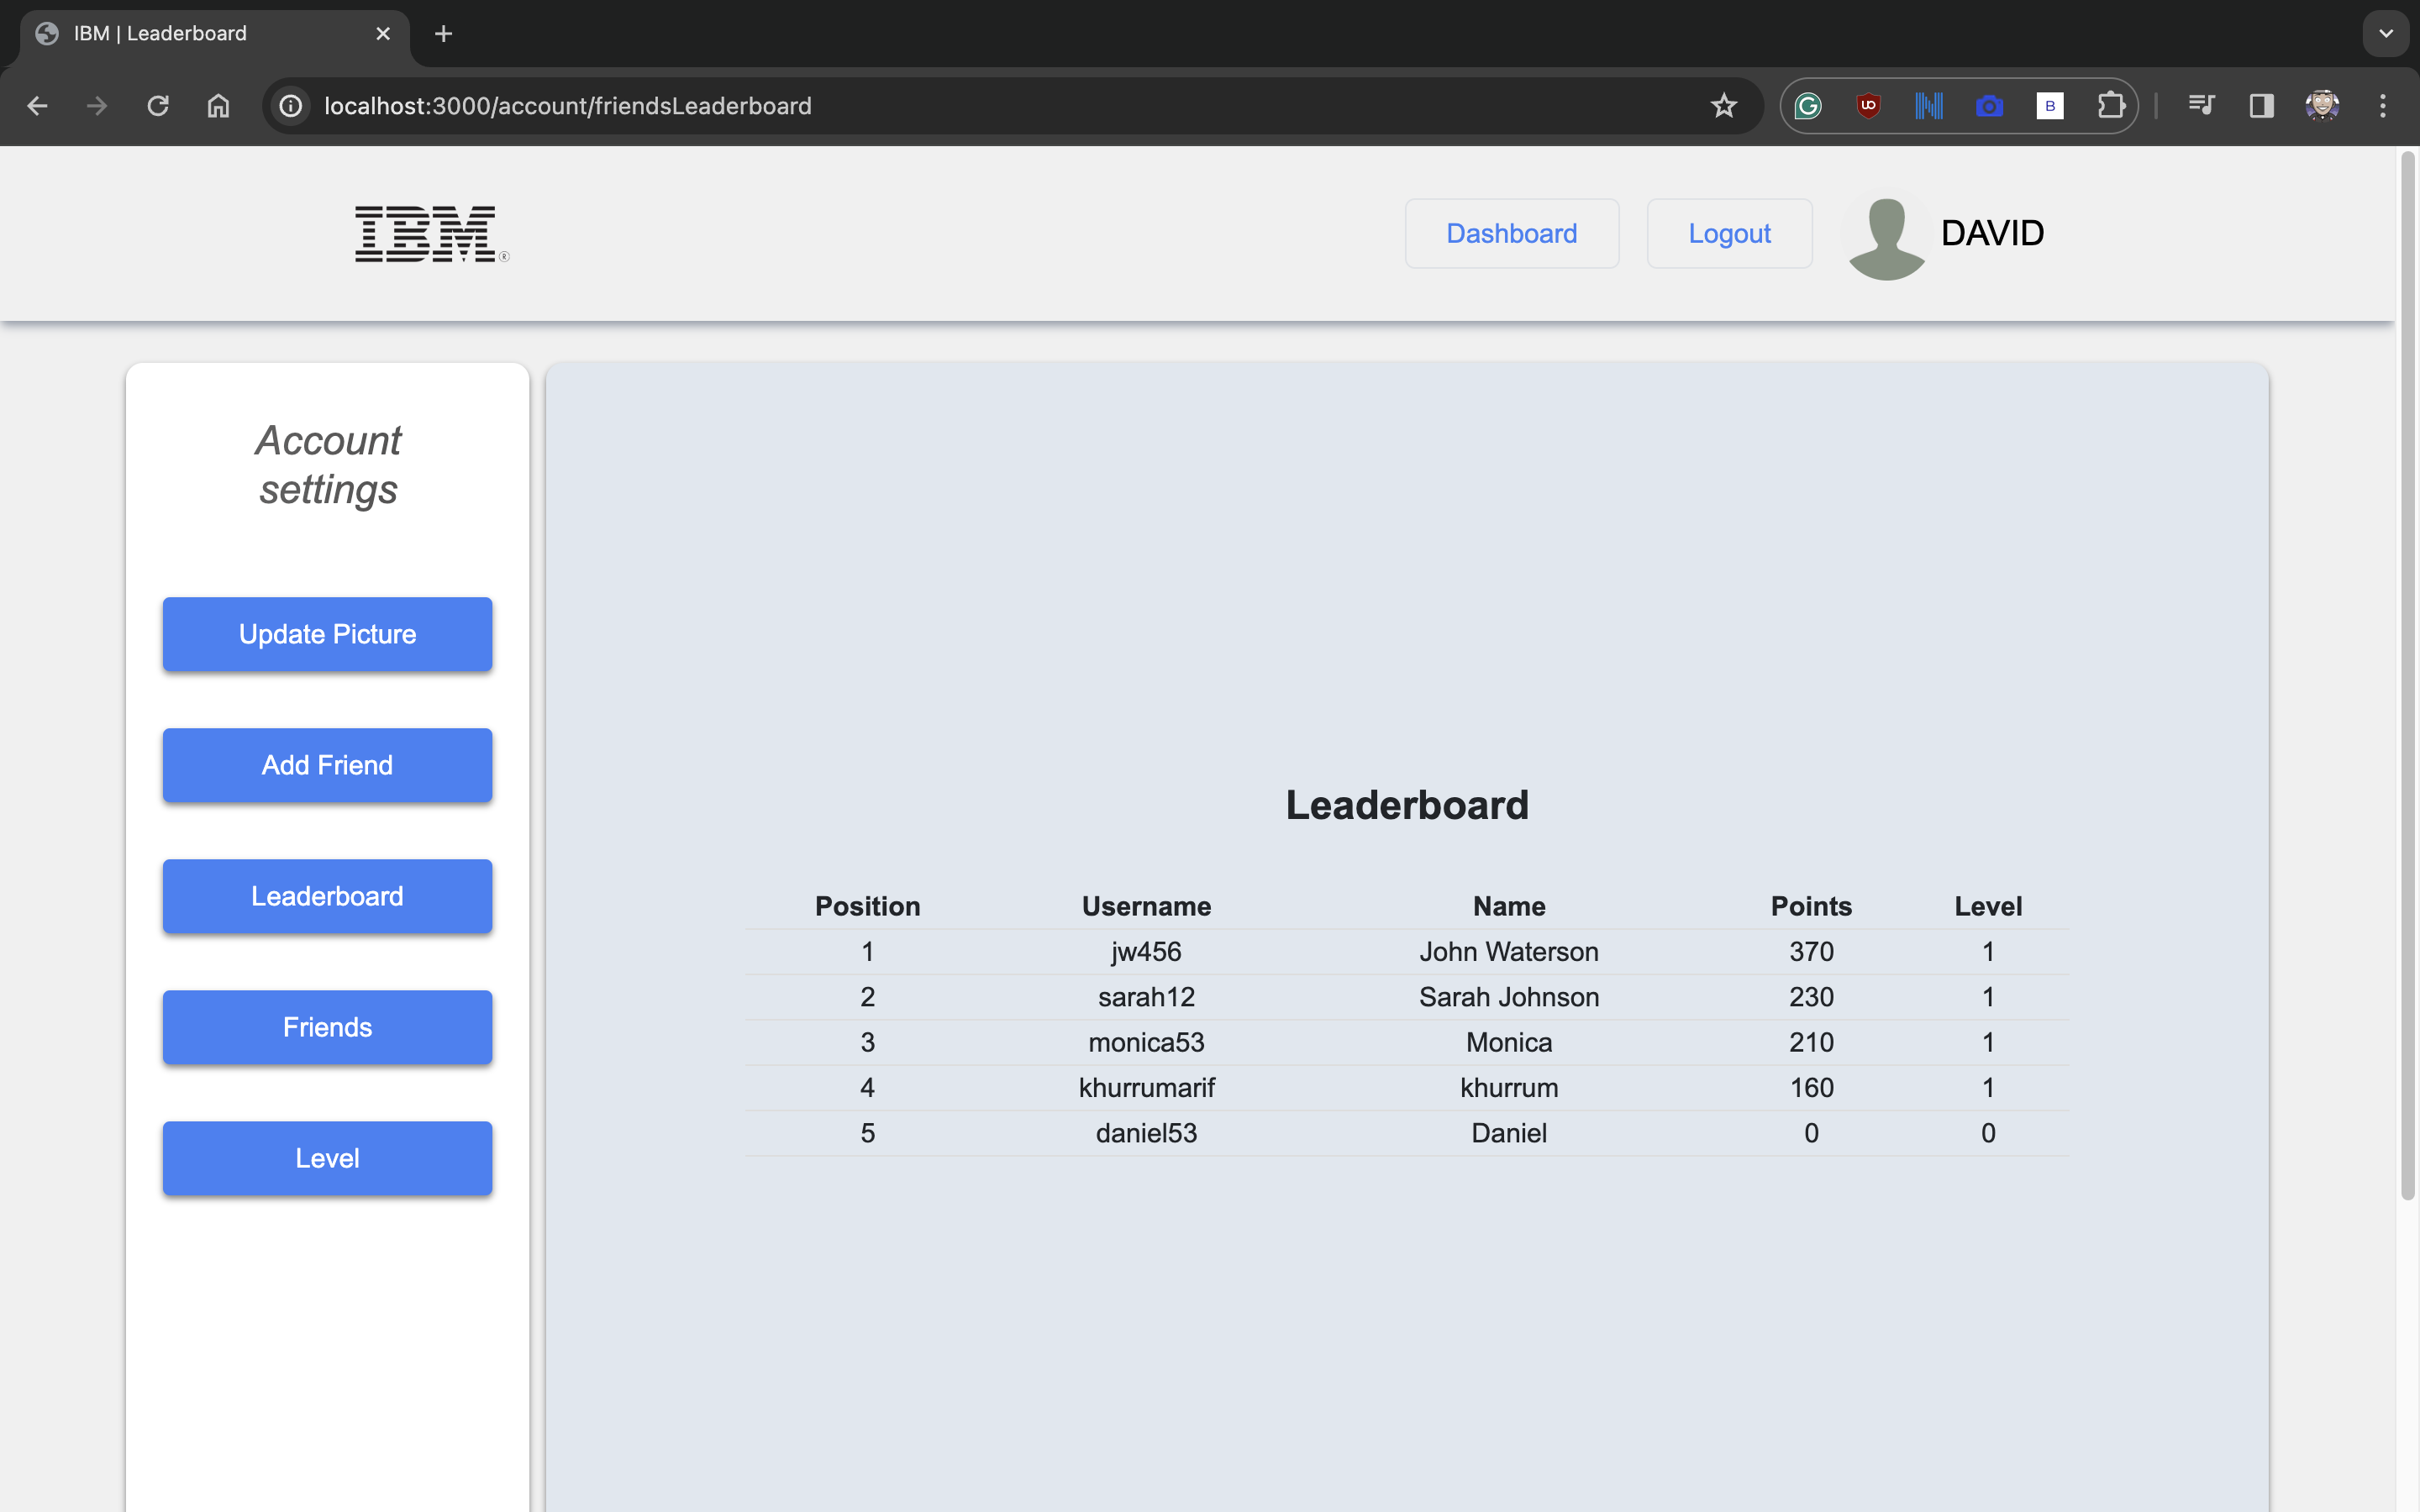 IBM | Leaderboard
localhost:3000/account/friendsLeaderboard
B
IBM®
Dashboard
Logout
DAVID
Account
settings
Update Picture
Add Friend
Leaderboard
Friends
Level
Leaderboard
Position Username Name Points Level
1 jw456 John Waterson 370 1
2 sarah12 Sarah Johnson 230 1
3 monica53 Monica 210 1
4 khurrumarif khurrum 160 1
5 daniel53 Daniel 0 0